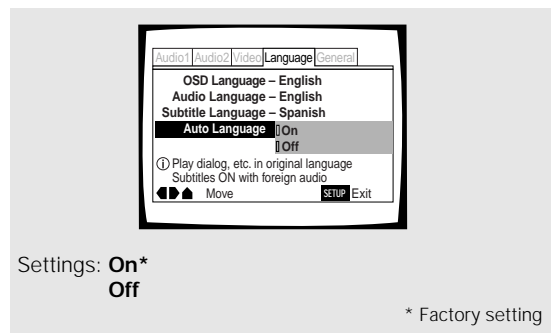 Audio1 Audio2 Video Language General
OSD Language – English
Audio Language – English
Subtitle Language – Spanish
Auto Language On
Off
ⓘ Play dialog, etc. in original language
Subtitles ON with foreign audio
Move SETUP Exit
Settings: On*
Off
* Factory setting